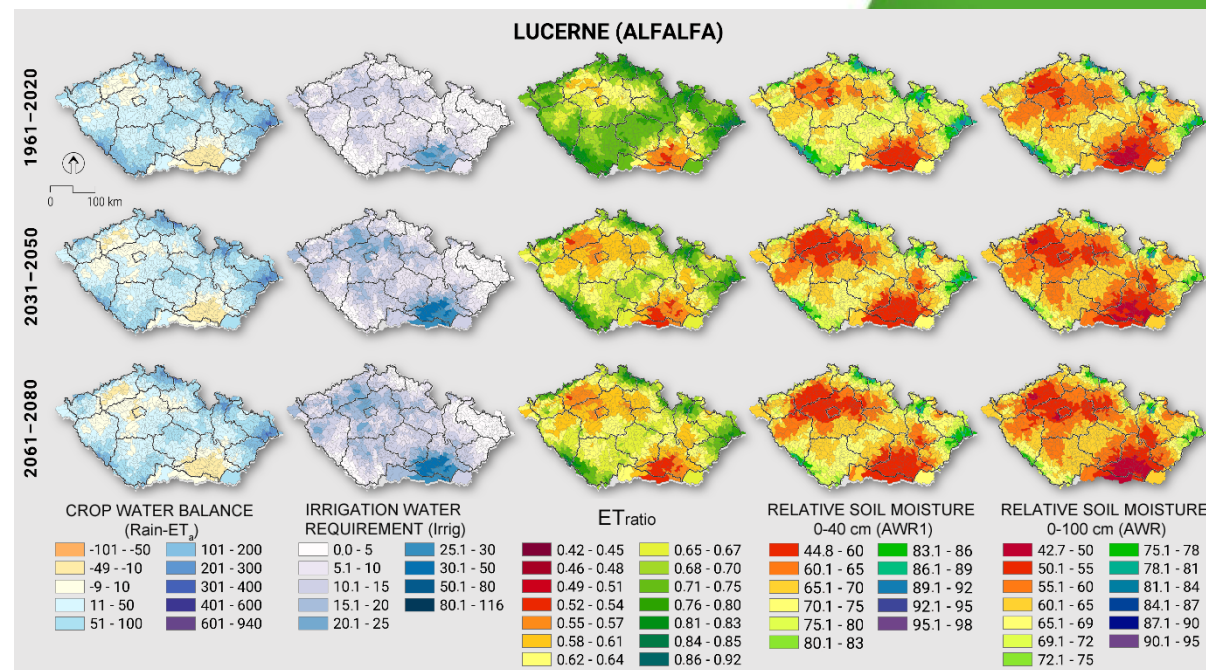 LUCERNE (ALFALFA)
1961–2020
0 100 km
2031–2050
2061–2080
CROP WATER BALANCE
(Rain-ETa)
-101 - -50
-49 - -10
-9 - 10
11 - 50
51 - 100
101 - 200
201 - 300
301 - 400
401 - 600
601 - 940
IRRIGATION WATER
REQUIREMENT (Irrig)
0.0 - 5
5.1 - 10
10.1 - 15
15.1 - 20
20.1 - 25
25.1 - 30
30.1 - 50
50.1 - 80
80.1 - 116
ETratio
0.42 - 0.45
0.46 - 0.48
0.49 - 0.51
0.52 - 0.54
0.55 - 0.57
0.58 - 0.61
0.62 - 0.64
0.65 - 0.67
0.68 - 0.70
0.71 - 0.75
0.76 - 0.80
0.81 - 0.83
0.84 - 0.85
0.86 - 0.92
RELATIVE SOIL MOISTURE
0-40 cm (AWR1)
44.8 - 60
60.1 - 65
65.1 - 70
70.1 - 75
75.1 - 80
80.1 - 83
83.1 - 86
86.1 - 89
89.1 - 92
92.1 - 95
95.1 - 98
RELATIVE SOIL MOISTURE
0-100 cm (AWR)
42.7 - 50
50.1 - 55
55.1 - 60
60.1 - 65
65.1 - 69
69.1 - 72
72.1 - 75
75.1 - 78
78.1 - 81
81.1 - 84
84.1 - 87
87.1 - 90
90.1 - 95